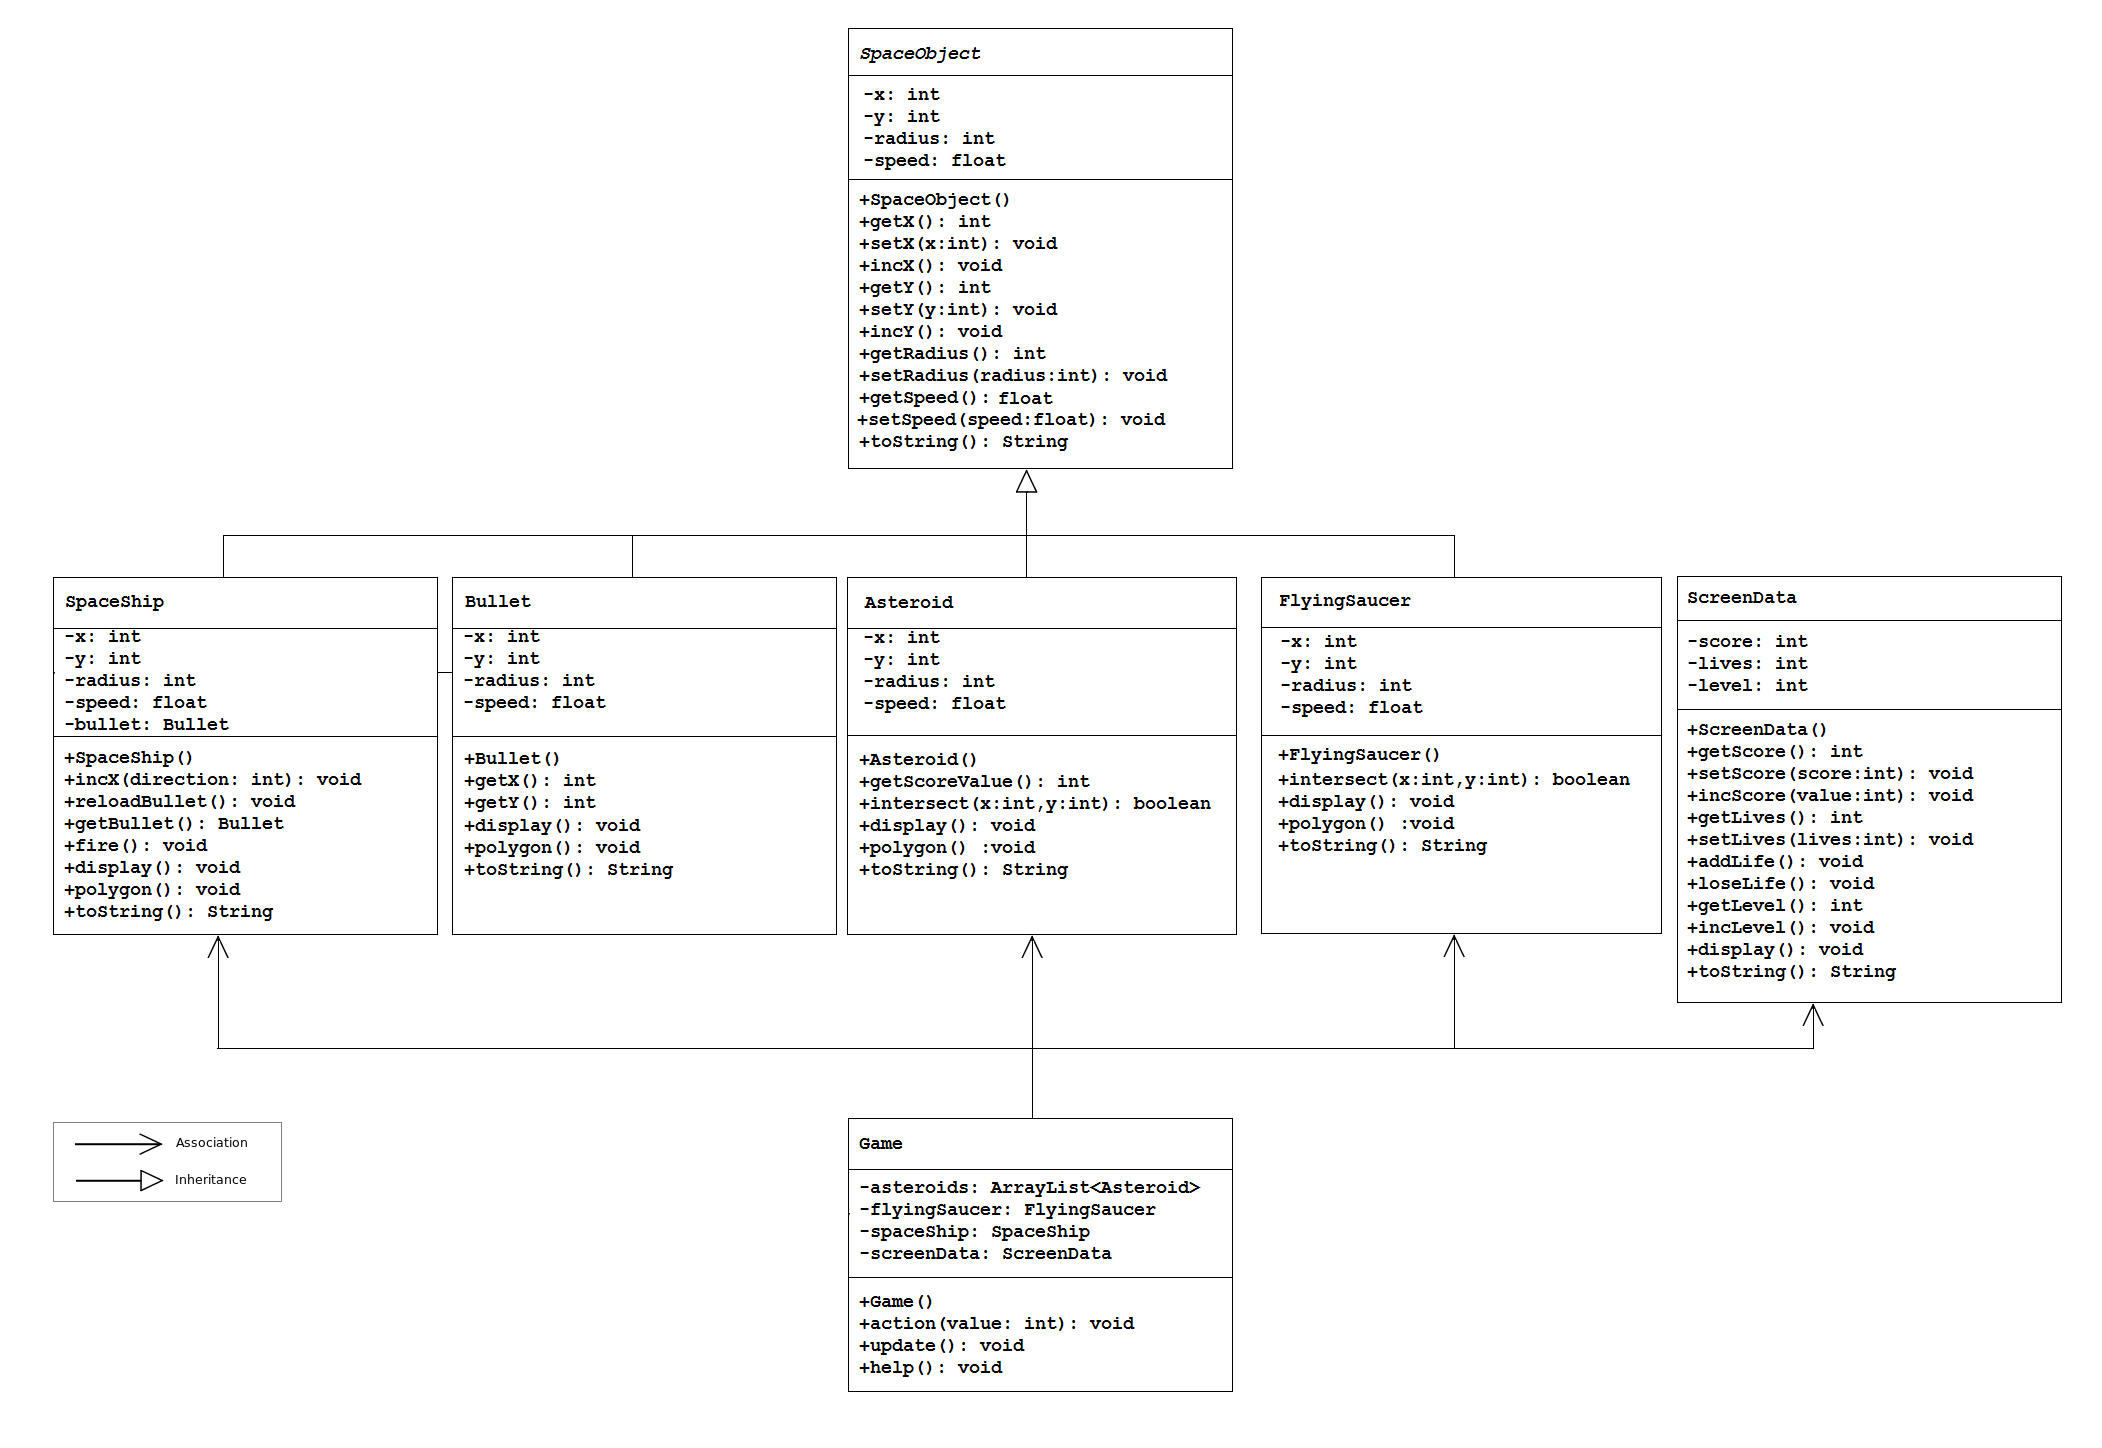 SpaceObject
-x: int
-y: int
-radius: int
-speed: float
+SpaceObject()
+getX(): int
+setX(x:int): void
+incX(): void
+getY(): int
+setY(y:int): void
+incY(): void
+getRadius(): int
+setRadius(radius:int): void
+getSpeed(): float
+setSpeed(speed:float): void
+toString(): String
SpaceShip
-x: int
-y: int
-radius: int
-speed: float
-bullet: Bullet
+SpaceShip()
+incX(direction: int): void
+reloadBullet(): void
+getBullet(): Bullet
+fire(): void
+display(): void
+polygon(): void
+toString(): String
Bullet
-x: int
-y: int
-radius: int
-speed: float
+Bullet()
+getX(): int
+getY(): int
+display(): void
+polygon(): void
+toString(): String
Asteroid
-x: int
-y: int
-radius: int
-speed: float
+Asteroid()
+getScoreValue(): int
+intersect(x:int,y:int): boolean
+display(): void
+polygon() :void
+toString(): String
FlyingSaucer
-x: int
-y: int
-radius: int
-speed: float
+FlyingSaucer()
+intersect(x:int,y:int): boolean
+display(): void
+polygon() :void
+toString(): String
ScreenData
-score: int
-lives: int
-level: int
+ScreenData()
+getScore(): int
+setScore(score:int): void
+incScore(value:int): void
+getLives(): int
+setLives(lives:int): void
+addLife(): void
+loseLife(): void
+getLevel(): int
+incLevel(): void
+display(): void
+toString(): String
Association
Inheritance
Game
-asteroids: ArrayList<Asteroid>
-flyingSaucer: FlyingSaucer
-spaceShip: SpaceShip
-screenData: ScreenData
+Game()
+action(value: int): void
+update(): void
+help(): void